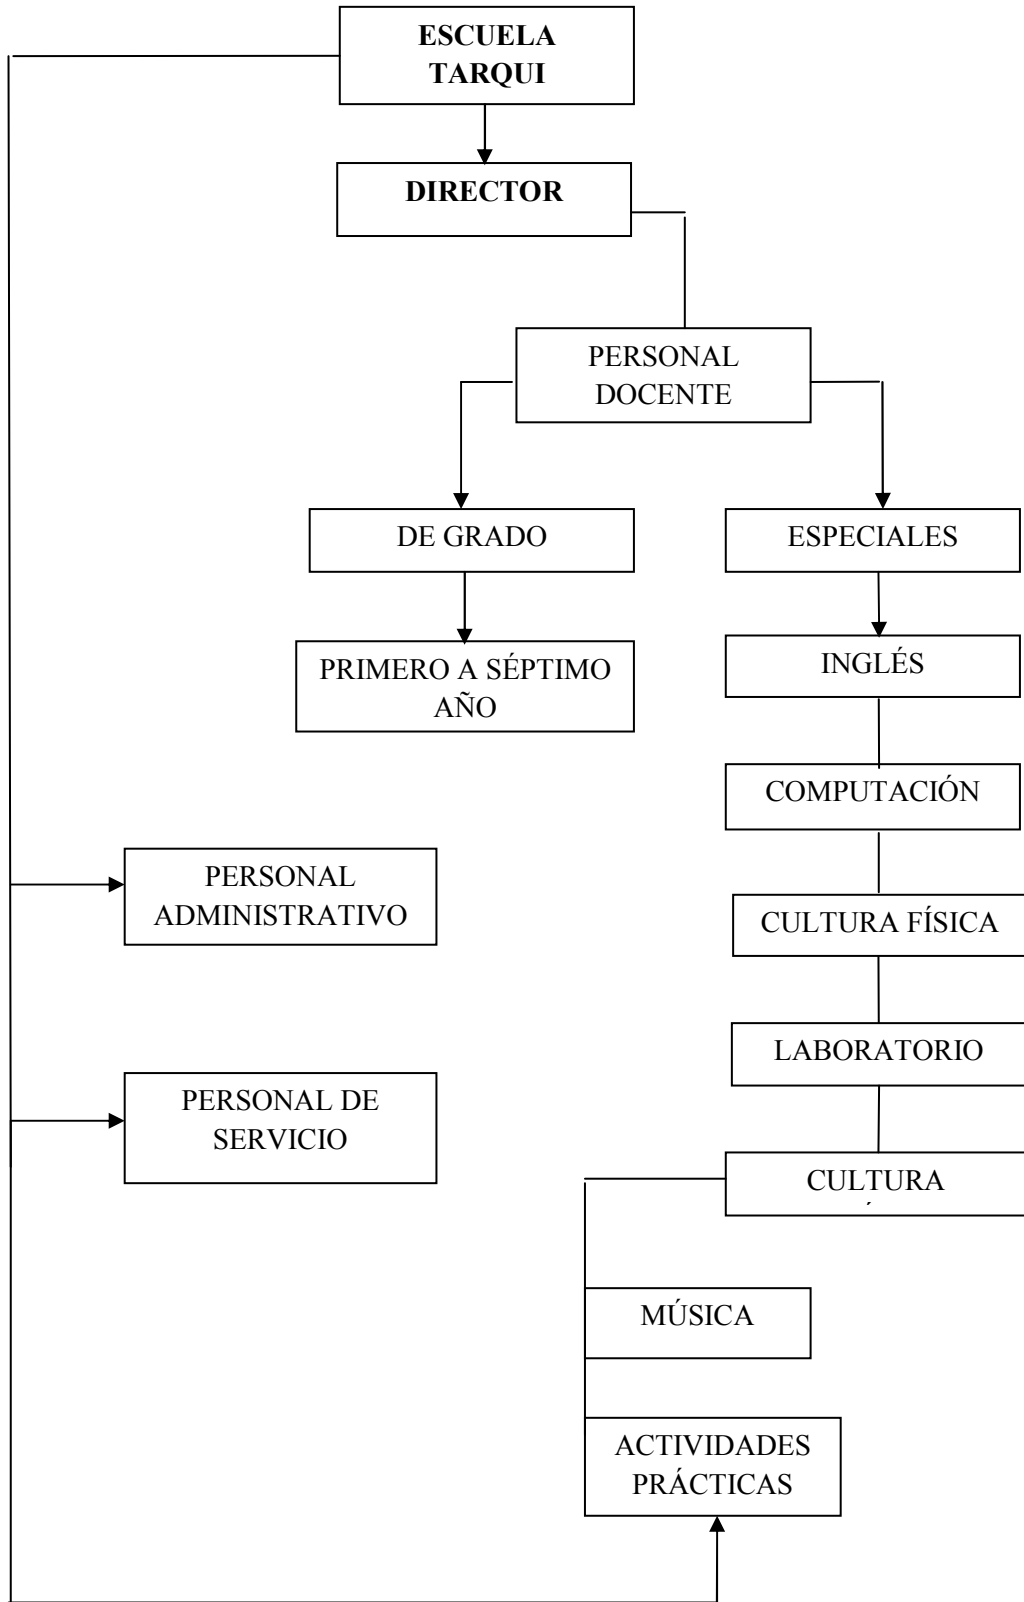 ESCUELA
TARQUI
DIRECTOR
PERSONAL
DOCENTE
DE GRADO
ESPECIALES
PRIMERO A SÉPTIMO
AÑO
INGLÉS
COMPUTACIÓN
PERSONAL
ADMINISTRATIVO
CULTURA FÍSICA
LABORATORIO
PERSONAL DE
SERVICIO
CULTURA
MÚSICA
ACTIVIDADES
PRÁCTICAS